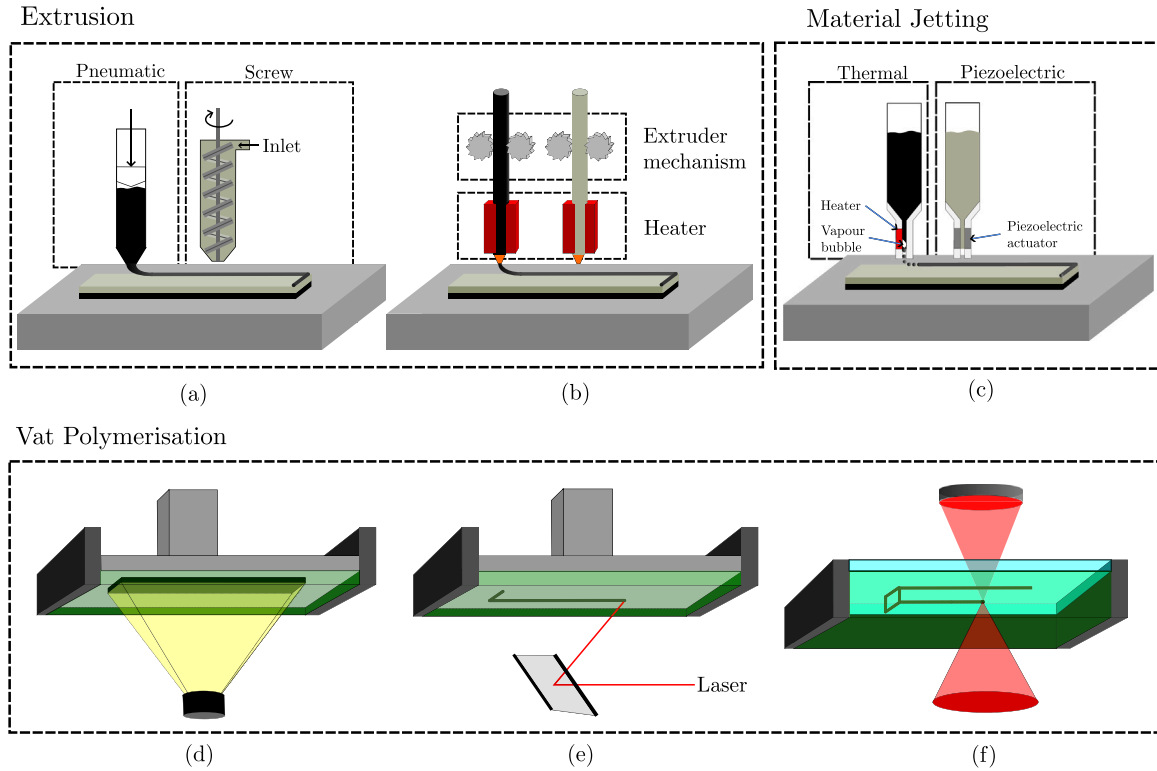 Extrusion
Material Jetting
Pneumatic
Screw
Inlet
Extruder
mechanism
Heater
Thermal
Piezoelectric
Heater
Vapour
bubble
Piezoelectric
actuator
(a)
(b)
(c)
Vat Polymerisation
Laser
(d)
(e)
(f)